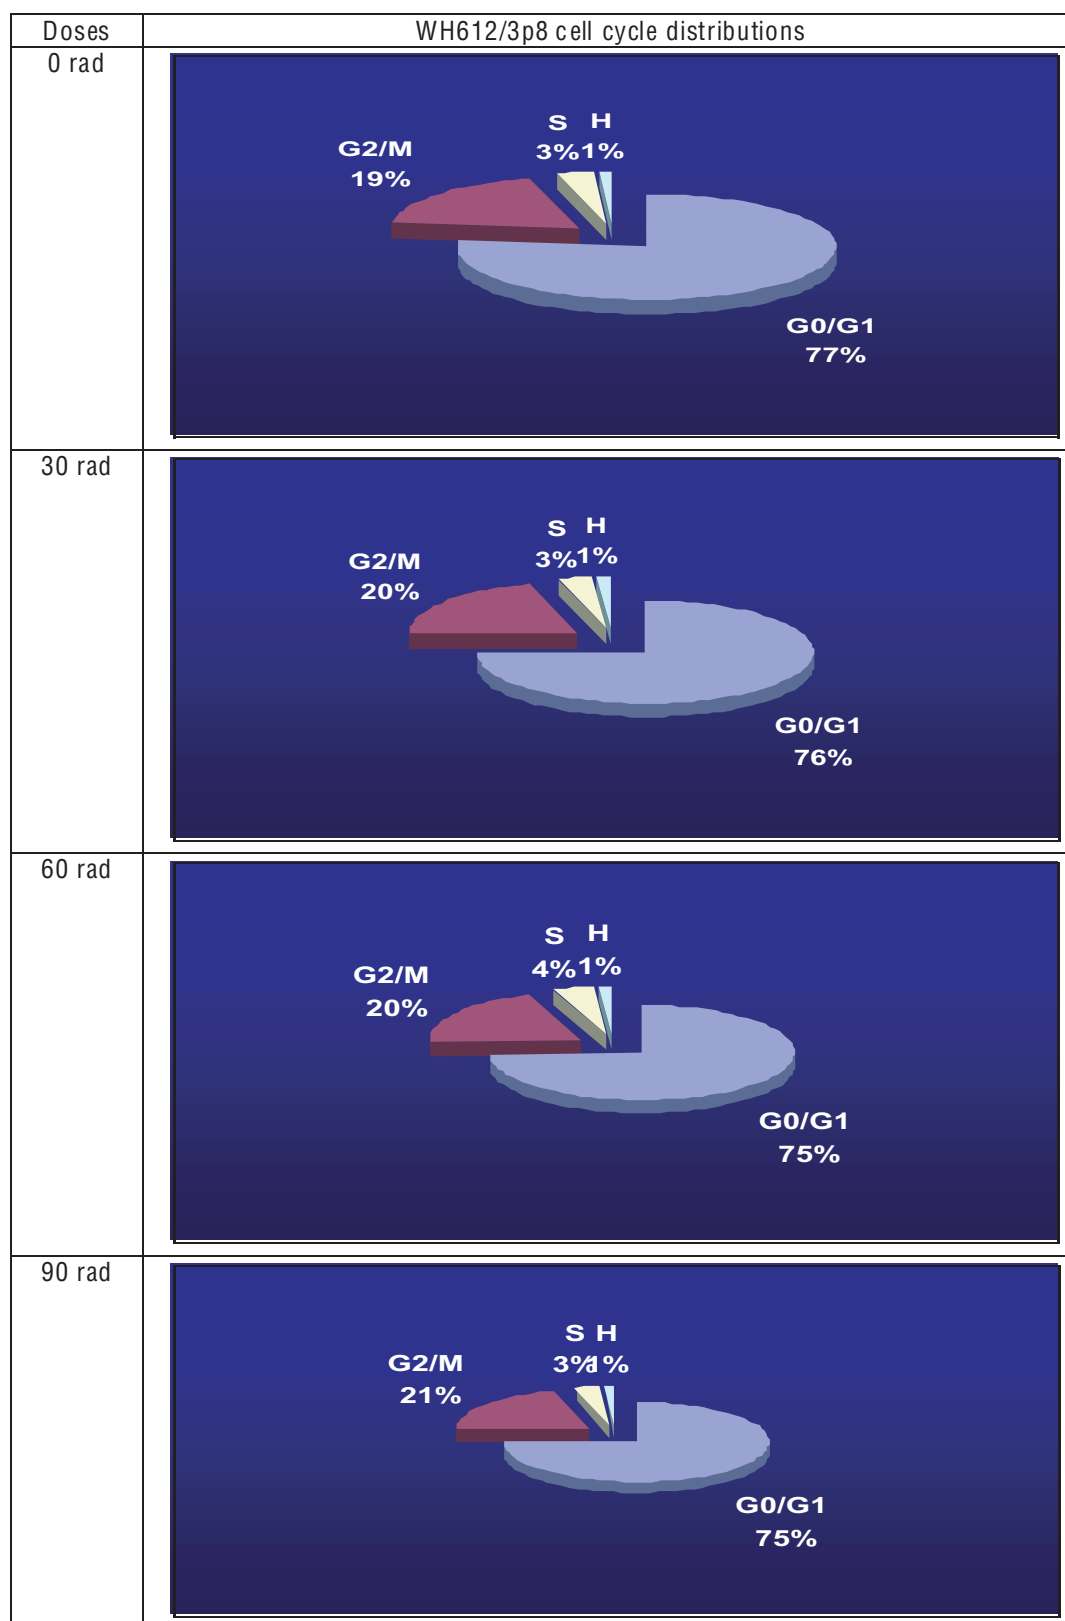 Doses WH612/3p8 cell cycle distributions
0 rad
S H
3% 1%
G2/M
19%
G0/G1
77%
30 rad
S H
3% 1%
G2/M
20%
G0/G1
76%
60 rad
S H
4% 1%
G2/M
20%
G0/G1
75%
90 rad
S H
3% 1%
G2/M
21%
G0/G1
75%